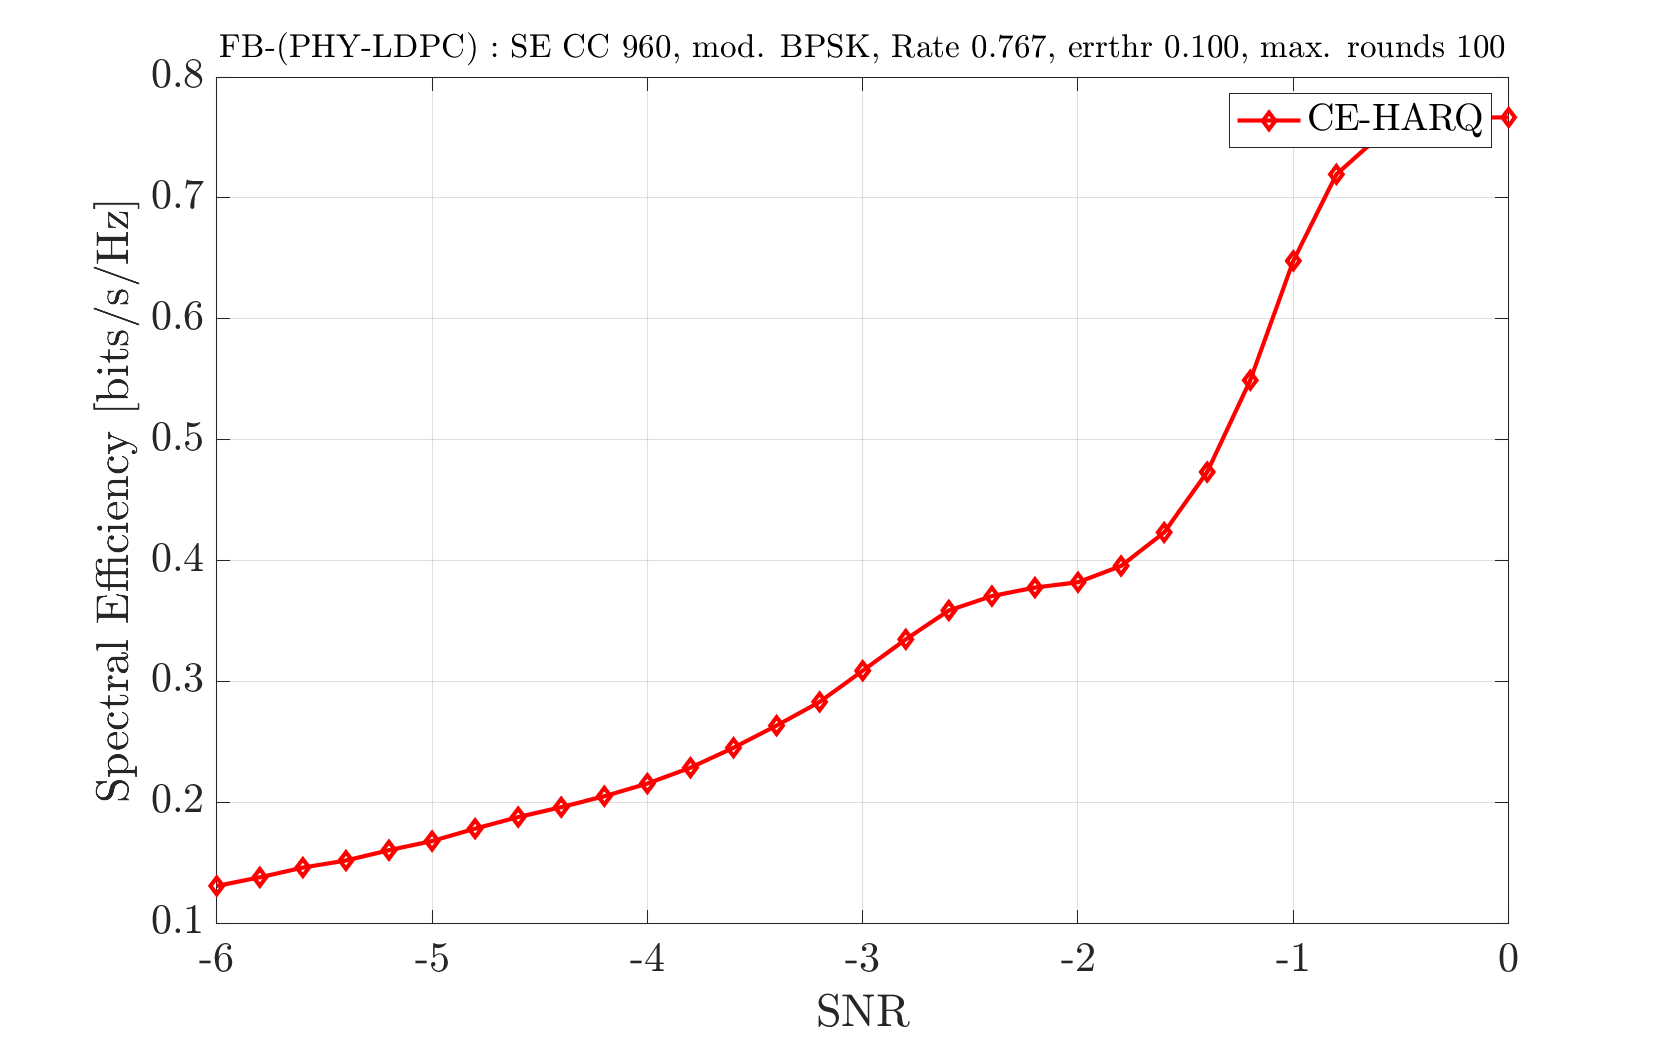 FB-(PHY-LDPC) : SE CC 960, mod. BPSK, Rate 0.767, errthr 0.100, max. rounds 100
CE-HARQ
Spectral Efficiency [bits/s/Hz]
0.8
0.7
0.6
0.5
0.4
0.3
0.2
0.1
-6 -5 -4 -3 -2 -1 0
SNR